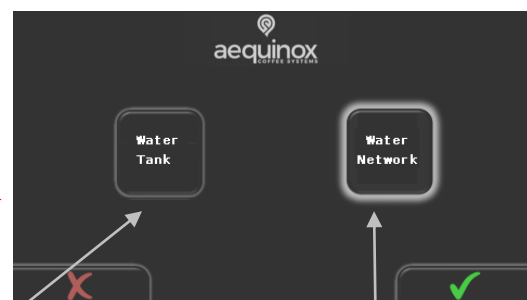 aequinox
COFFEE SYSTEMS
Water
Tank
Water
Network